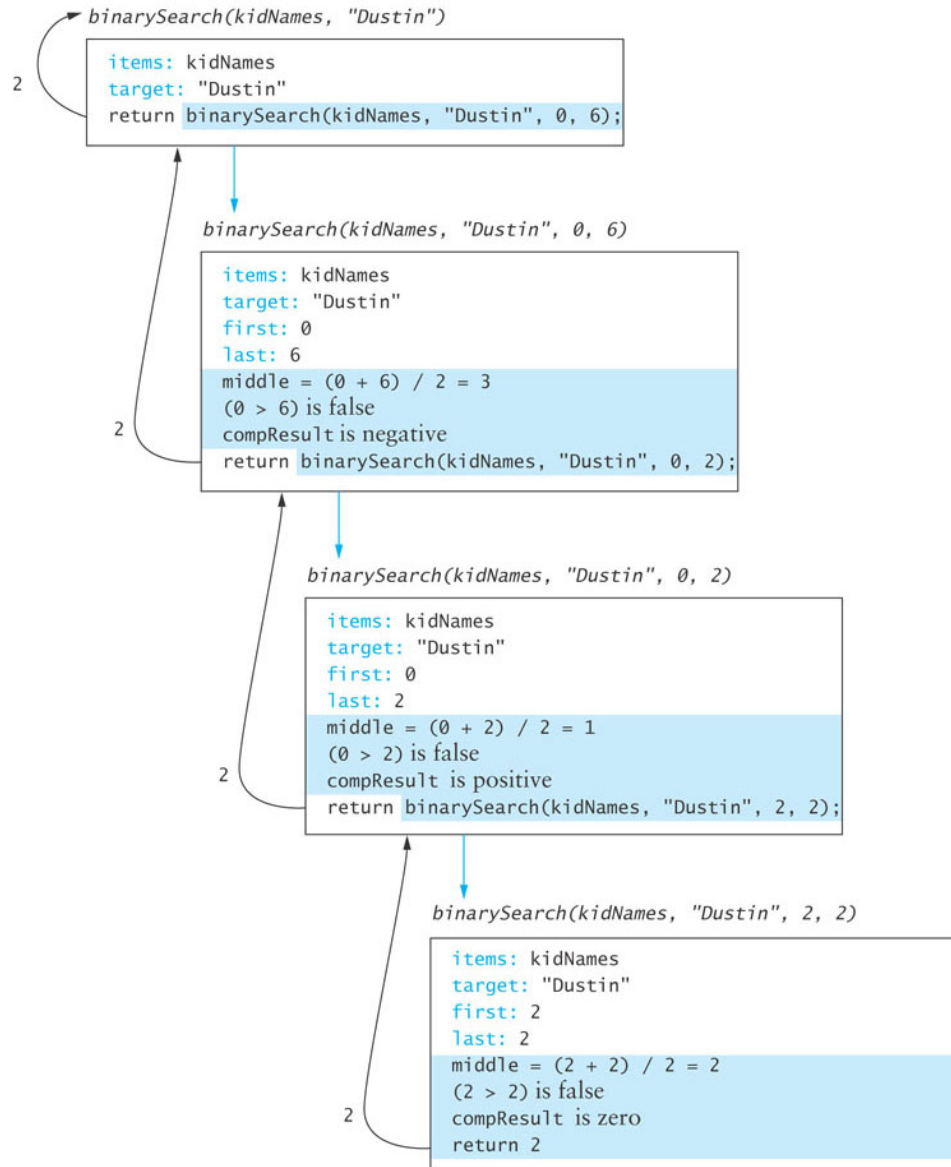 binarySearch(kidNames, "Dustin")
items: kidNames
target: "Dustin"
return binarySearch(kidNames, "Dustin", 0, 6);
2
binarySearch(kidNames, "Dustin", 0, 6)
items: kidNames
target: "Dustin"
first: 0
last: 6
middle = (0 + 6) / 2 = 3
(0 > 6) is false
compResult is negative
return binarySearch(kidNames, "Dustin", 0, 2);
2
binarySearch(kidNames, "Dustin", 0, 2)
items: kidNames
target: "Dustin"
first: 0
last: 2
middle = (0 + 2) / 2 = 1
(0 > 2) is false
compResult is positive
return binarySearch(kidNames, "Dustin", 2, 2);
2
binarySearch(kidNames, "Dustin", 2, 2)
items: kidNames
target: "Dustin"
first: 2
last: 2
middle = (2 + 2) / 2 = 2
(2 > 2) is false
compResult is zero
return 2
2